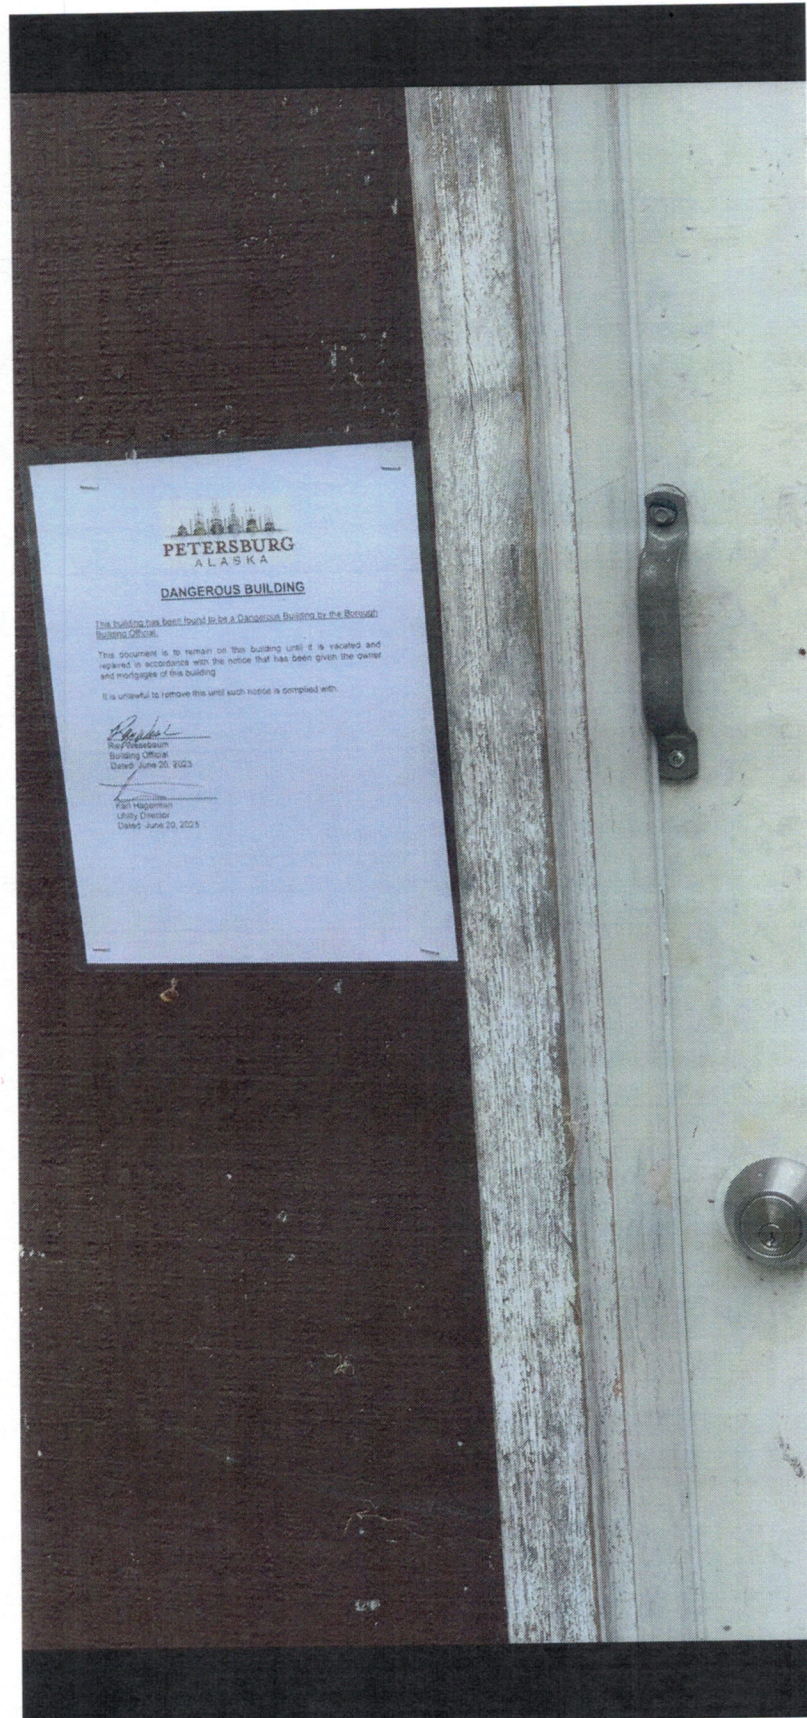 PETERSBURG
ALASKA
DANGEROUS BUILDING
This building has been found to be a Dangerous Building by the Borough
Building Official.
This document is to remain on this building until it is vacated and
repaired in accordance with the notice that has been given the owner
and mortgagee of this building.
It is unlawful to remove this until such notice is complied with.
Building Official
Dated: June 20, 2023
Karl Hagerman
Utility Director
Dated: June 20, 2023